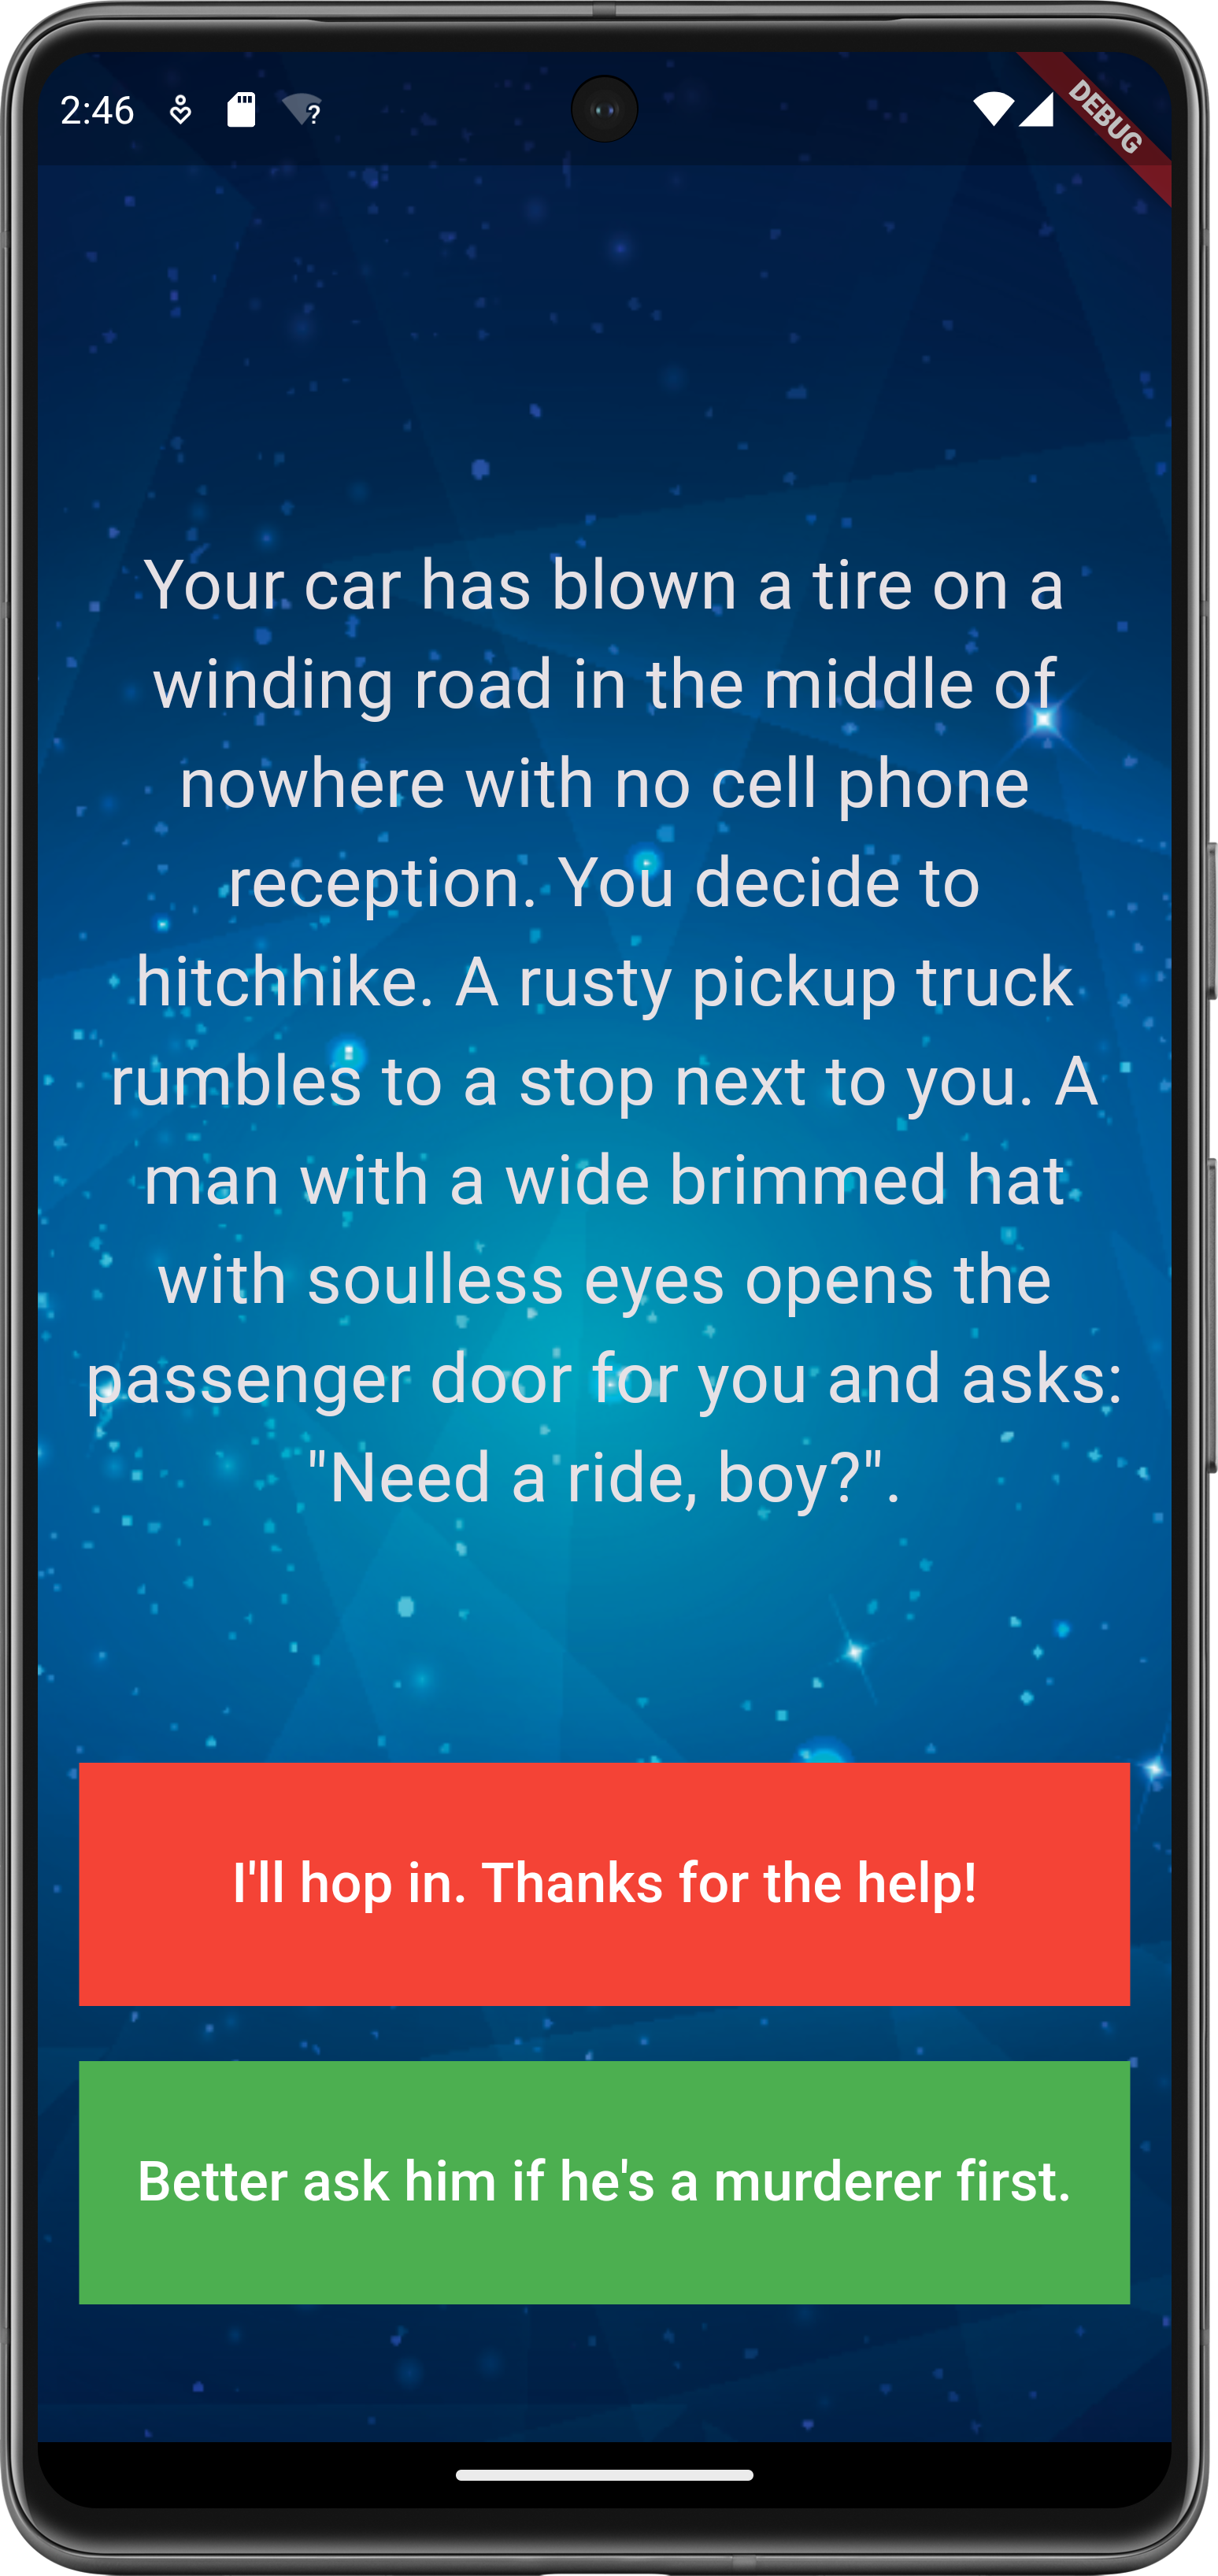 2:46
DEBUG
Your car has blown a tire on a
winding road in the middle of
nowhere with no cell phone
reception. You decide to
hitchhike. A rusty pickup truck
rumbles to a stop next to you. A
man with a wide brimmed hat
with soulless eyes opens the
passenger door for you and asks:
"Need a ride, boy?".
I'll hop in. Thanks for the help!
Better ask him if he's a murderer first.